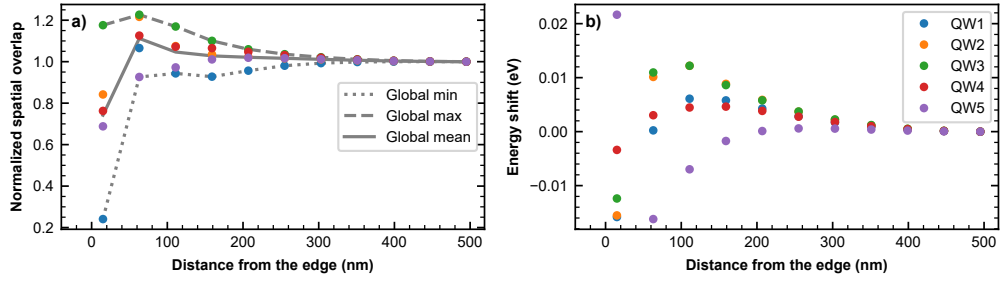 a)
Normalized spatial overlap
1.2
1.0
0.8
0.6
0.4
0.2
Global min
Global max
Global mean
0
100
200
300
400
500
Distance from the edge (nm)
b)
Energy shift (eV)
0.02
0.01
0.00
−0.01
QW1
QW2
QW3
QW4
QW5
0
100
200
300
400
500
Distance from the edge (nm)